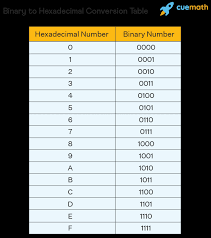 Binary to Hexadecimal Conversion Table
cuemath
Hexadecimal Number Binary Number
0 0000
1 0001
2 0010
3 0011
4 0100
5 0101
6 0110
7 0111
8 1000
9 1001
A 1010
B 1011
C 1100
D 1101
E 1110
F 1111